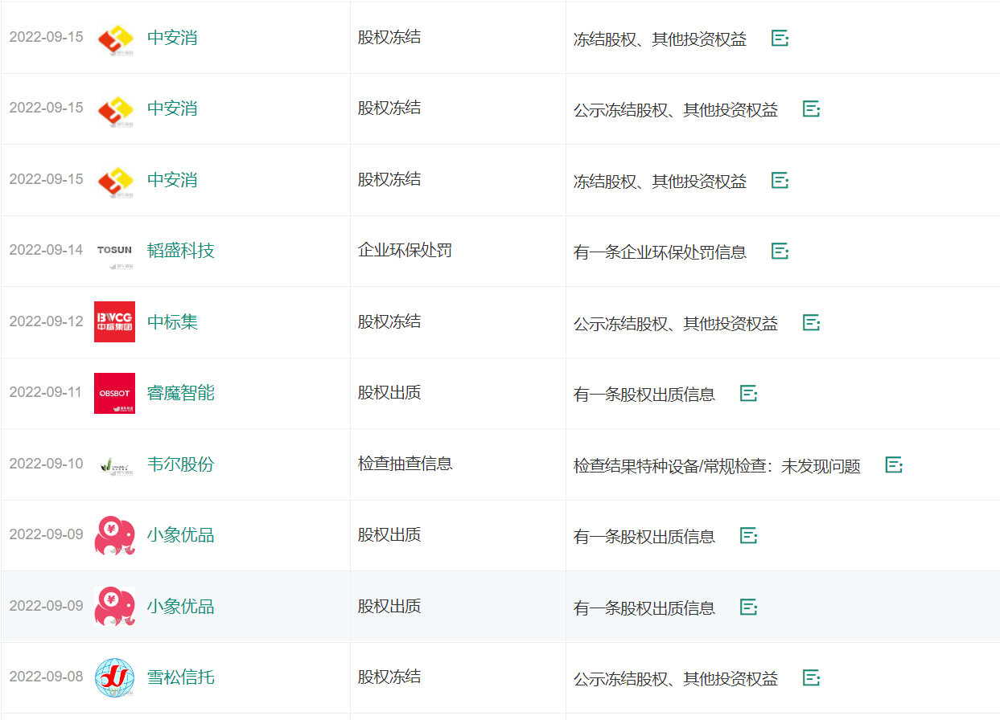 2022-09-15 中安消 股权冻结 冻结股权、其他投资权益
2022-09-15 中安消 股权冻结 公示冻结股权、其他投资权益
2022-09-15 中安消 股权冻结 冻结股权、其他投资权益
2022-09-14 TOSUN 韬盛科技 企业环保处罚 有一条企业环保处罚信息
2022-09-12 BWCG 中标集团 中标集 股权冻结 公示冻结股权、其他投资权益
2022-09-11 OBSBOT 睿魔智能 股权出质 有一条股权出质信息
2022-09-10 韦尔股份 检查抽查信息 检查结果特种设备/常规检查：未发现问题
2022-09-09 ¥ 小象优品 股权出质 有一条股权出质信息
2022-09-09 ¥ 小象优品 股权出质 有一条股权出质信息
2022-09-08 雪松信托 股权冻结 公示冻结股权、其他投资权益